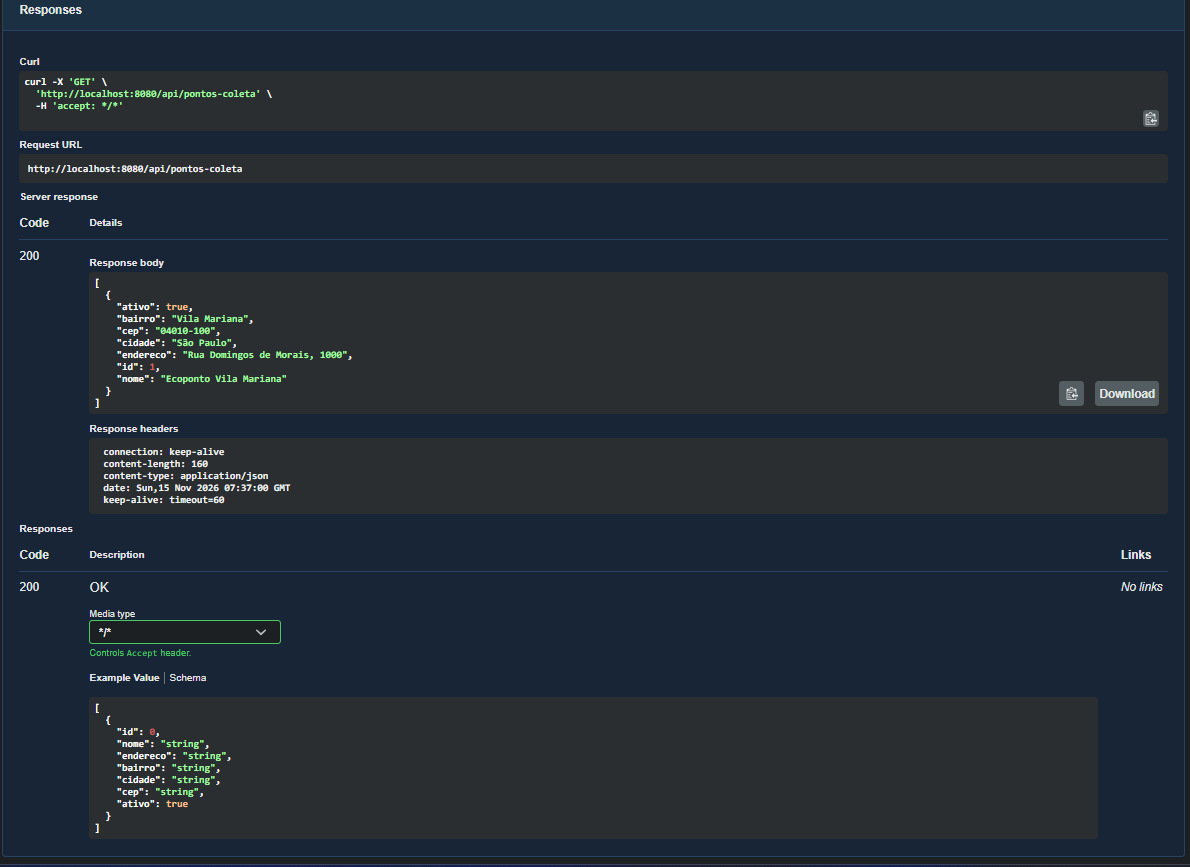 Responses
Curl
curl -X 'GET' \
  'http://localhost:8080/api/pontos-coleta' \
  -H 'accept: */*'
Request URL
http://localhost:8080/api/pontos-coleta
Server response
Code Details
200
Response body
[
  {
    "ativo": true,
    "bairro": "Vila Mariana",
    "cep": "04010-100",
    "cidade": "São Paulo",
    "endereco": "Rua Domingos de Morais, 1000",
    "id": 1,
    "nome": "Ecoponto Vila Mariana"
  }
]
Download
Response headers
connection: keep-alive
content-length: 160
content-type: application/json
date: Sun,15 Nov 2026 07:37:00 GMT
keep-alive: timeout=60
Responses
Code Description Links
200 OK No links
Media type
*/*
Controls Accept header.
Example Value | Schema
[
  {
    "id": 0,
    "nome": "string",
    "endereco": "string",
    "bairro": "string",
    "cidade": "string",
    "cep": "string",
    "ativo": true
  }
]